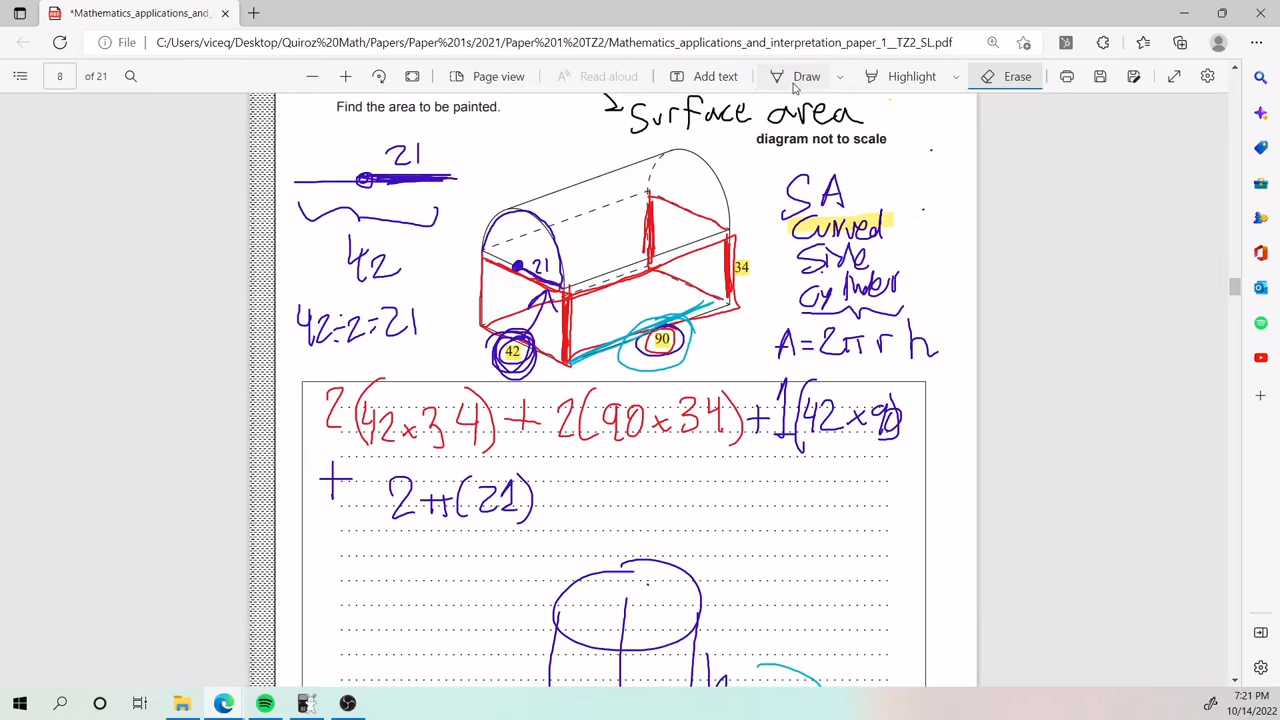 *Mathematics_applications_and_
File C:/Users/viceq/Desktop/Quiroz%20Math/Papers/Paper%201s/2021/Paper%201%20TZ2/Mathematics_applications_and_interpretation_paper_1__TZ2_SL.pdf
8 of 21 Page view Read aloud Add text Draw Highlight Erase
Find the area to be painted.
Surface area
diagram not to scale
21
42
42÷2=21
21
34
42
90
SA
curved
side
cylinder
A=2πr h
2(42×34)+2(90×34)+1(42×90)
+ 2π(21)
h
7:21 PM
10/14/2022